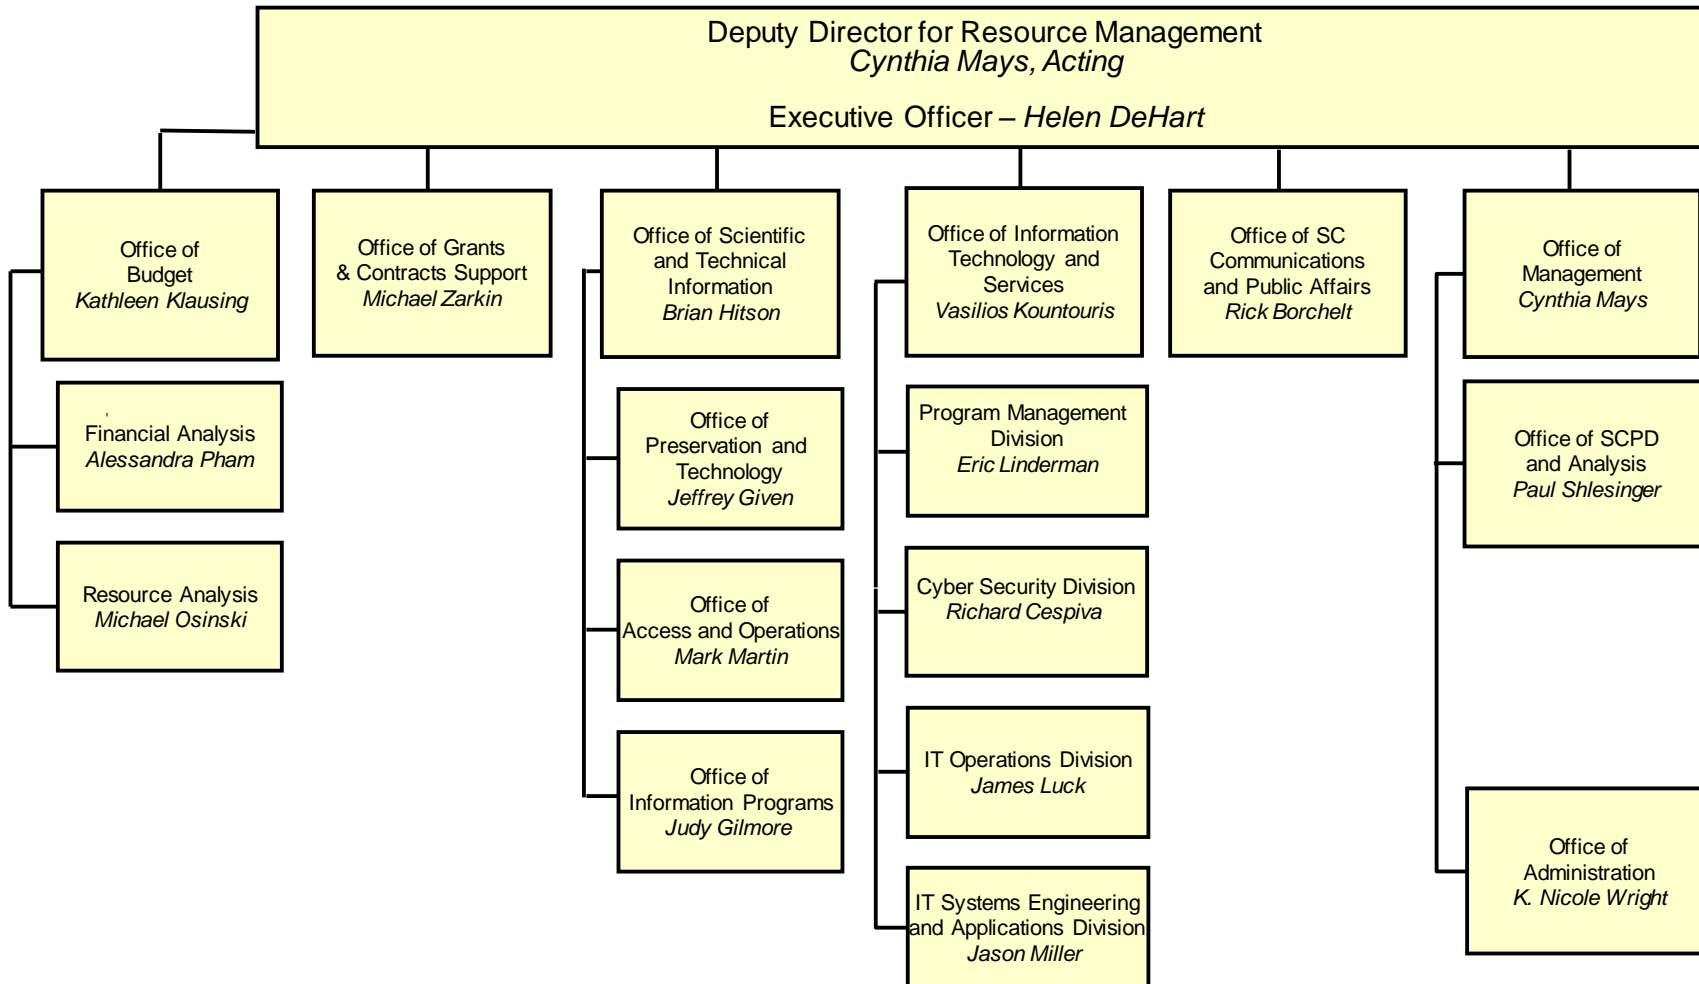 Deputy Director for Resource Management
Cynthia Mays, Acting
Executive Officer – Helen DeHart
Office of
Budget
Kathleen Klausing
Financial Analysis
Alessandra Pham
Resource Analysis
Michael Osinski
Office of Grants
& Contracts Support
Michael Zarkin
Office of Scientific
and Technical
Information
Brian Hitson
Office of
Preservation and
Technology
Jeffrey Given
Office of
Access and Operations
Mark Martin
Office of
Information Programs
Judy Gilmore
Office of Information
Technology and
Services
Vasilios Kountouris
Program Management
Division
Eric Linderman
Cyber Security Division
Richard Cespiva
IT Operations Division
James Luck
IT Systems Engineering
and Applications Division
Jason Miller
Office of SC
Communications
and Public Affairs
Rick Borchelt
Office of
Management
Cynthia Mays
Office of SCPD
and Analysis
Paul Shlesinger
Office of
Administration
K. Nicole Wright